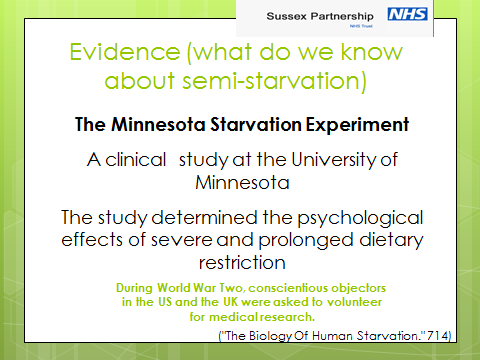 Sussex Partnership NHS
NHS Trust
Evidence (what do we know
about semi-starvation)
The Minnesota Starvation Experiment
A clinical study at the University of
Minnesota
The study determined the psychological
effects of severe and prolonged dietary
restriction
During World War Two, conscientious objectors
in the US and the UK were asked to volunteer
for medical research.
("The Biology Of Human Starvation." 714)